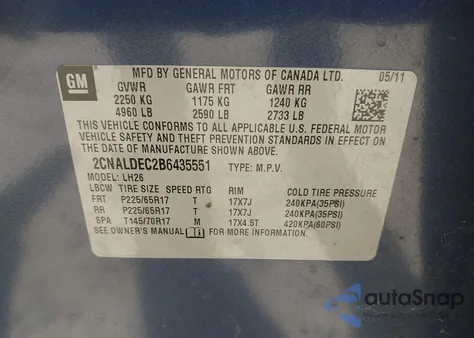 GM
MFD BY GENERAL MOTORS OF CANADA LTD. 05/11
GVWR GAWR FRT GAWR RR
2250 KG 1175 KG 1240 KG
4960 LB 2590 LB 2733 LB
THIS VEHICLE CONFORMS TO ALL APPLICABLE U.S. FEDERAL MOTOR
VEHICLE SAFETY AND THEFT PREVENTION STANDARDS IN EFFECT ON
THE DATE OF MANUFACTURE SHOWN ABOVE.
2CNALDEC2B6435551 TYPE: M.P.V.
MODEL: LH26
LBCW TIRE SIZE SPEED RTG RIM COLD TIRE PRESSURE
FRT P225/65R17 T 17X7J 240KPA(35PSI)
RR P225/65R17 T 17X7J 240KPA(35PSI)
SPA T145/70R17 M 17X4.5T 420KPA(60PSI)
SEE OWNER'S MANUAL FOR MORE INFORMATION
autoSnap